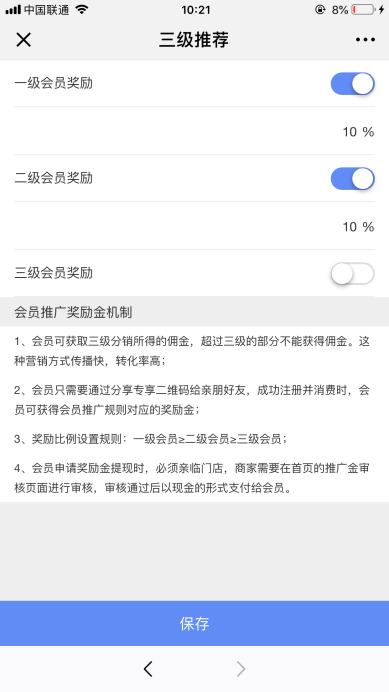 中国联通 10:21 8%
三级推荐
一级会员奖励
10 %
二级会员奖励
10 %
三级会员奖励
会员推广奖励金机制
1、会员可获取三级分销所得的佣金，超过三级的部分不能获得佣金。这
种营销方式传播快，转化率高；
2、会员只需要通过分享专享二维码给亲朋好友，成功注册并消费时，会
员可获得会员推广规则对应的奖励金；
3、奖励比例设置规则：一级会员≥二级会员≥三级会员；
4、会员申请奖励金提现时，必须亲临门店，商家需要在首页的推广金审
核页面进行审核，审核通过后以现金的形式支付给会员。
保存